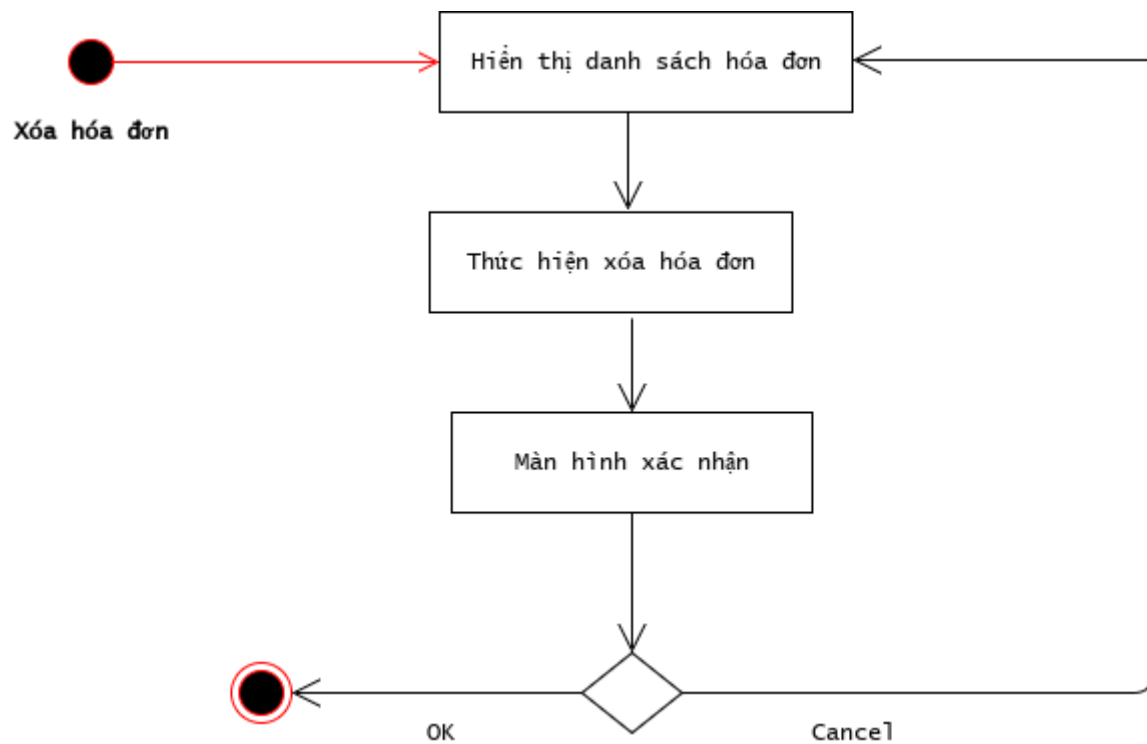 Hiển thị danh sách hóa đơn
Xóa hóa đơn
Thức hiện xóa hóa đơn
Màn hình xác nhận
OK
Cancel